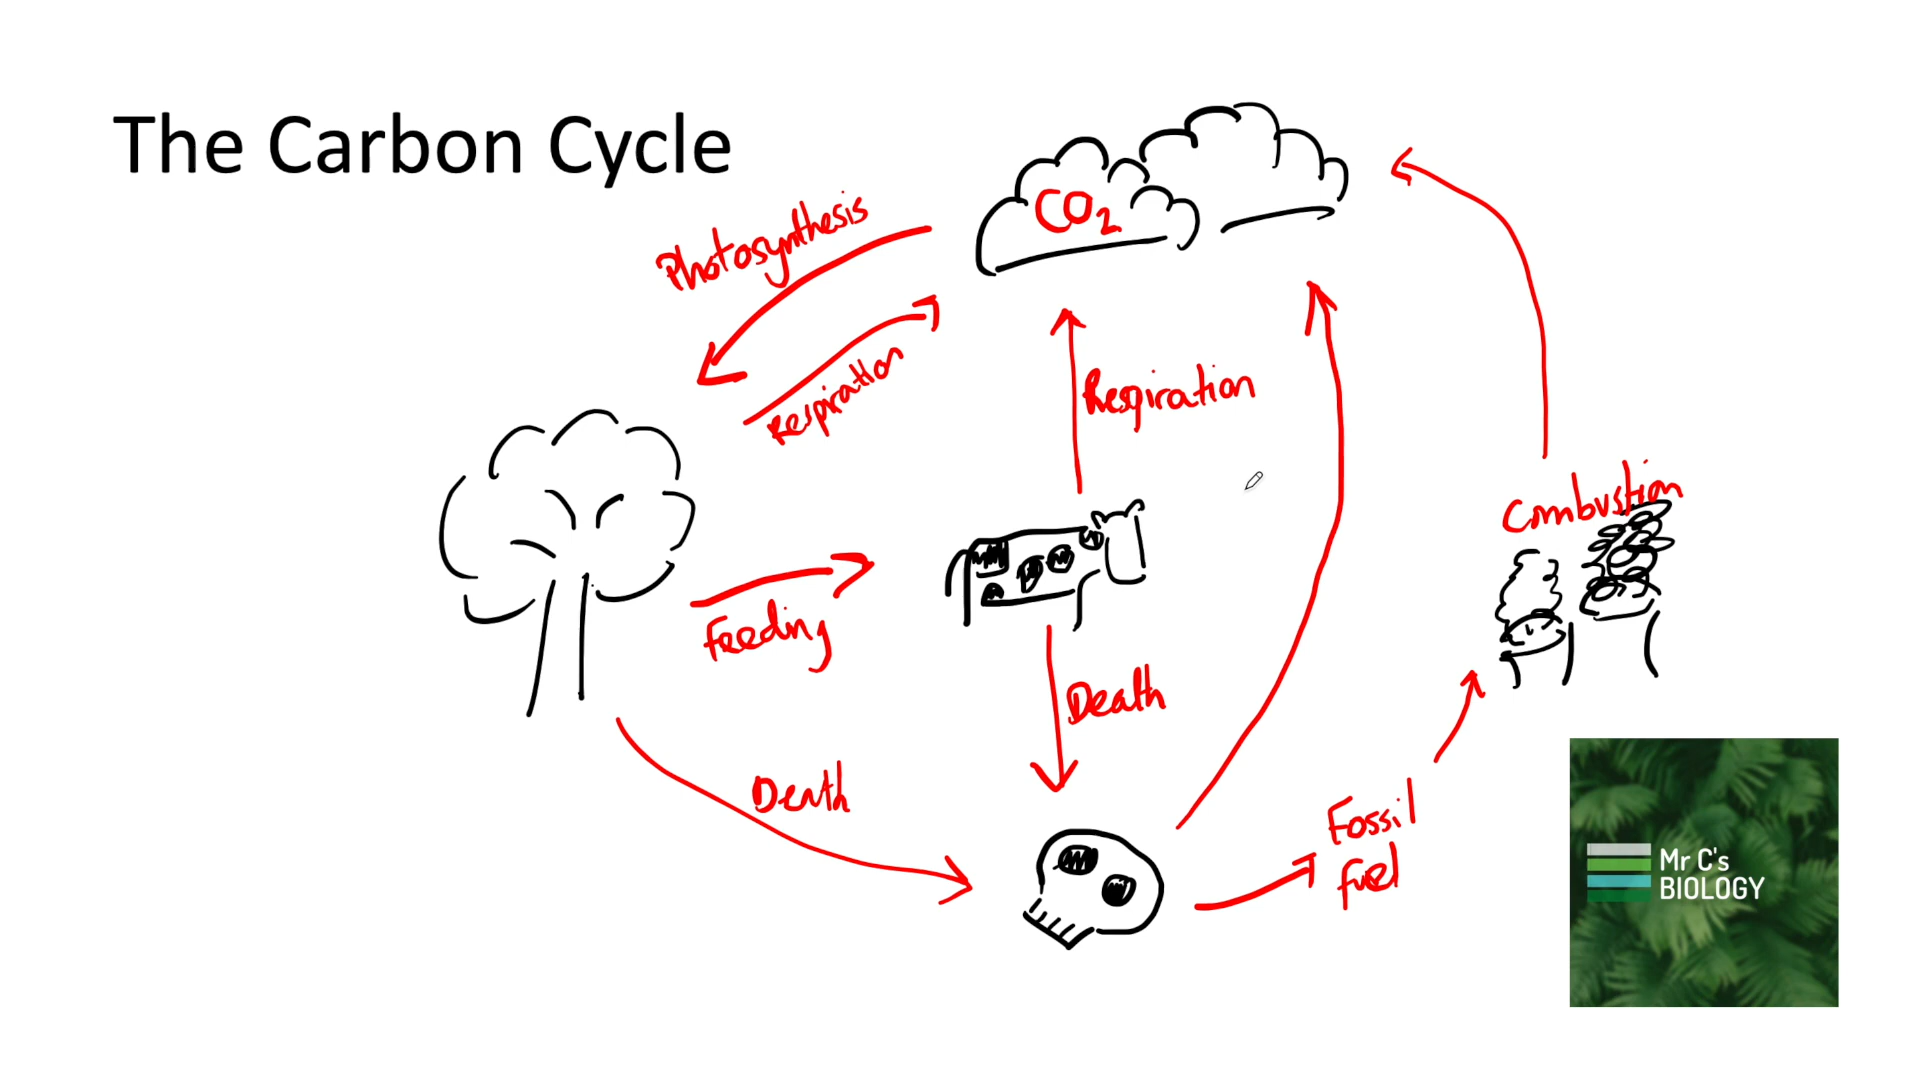 The Carbon Cycle
CO2
Photosynthesis
Respiration
Respiration
Combustion
Feeding
Death
Death
Fossil
fuel
Mr C's
BIOLOGY